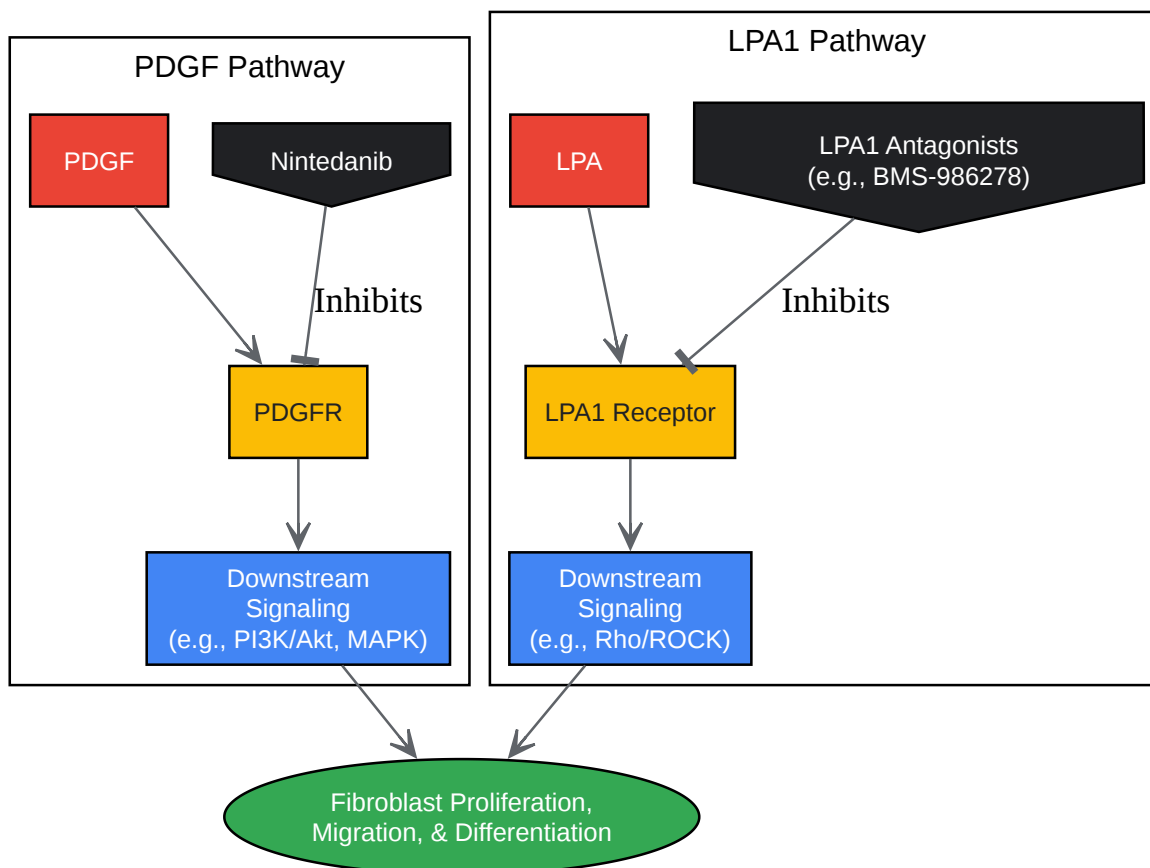 PDGF Pathway
PDGF
Nintedanib
Inhibits
PDGFR
Downstream
Signaling
(e.g., PI3K/Akt, MAPK)
LPA1 Pathway
LPA
LPA1 Antagonists
(e.g., BMS-986278)
Inhibits
LPA1 Receptor
Downstream
Signaling
(e.g., Rho/ROCK)
Fibroblast Proliferation,
Migration, & Differentiation